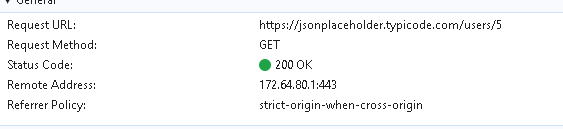 General
Request URL: https://jsonplaceholder.typicode.com/users/5
Request Method: GET
Status Code: 200 OK
Remote Address: 172.64.80.1:443
Referrer Policy: strict-origin-when-cross-origin